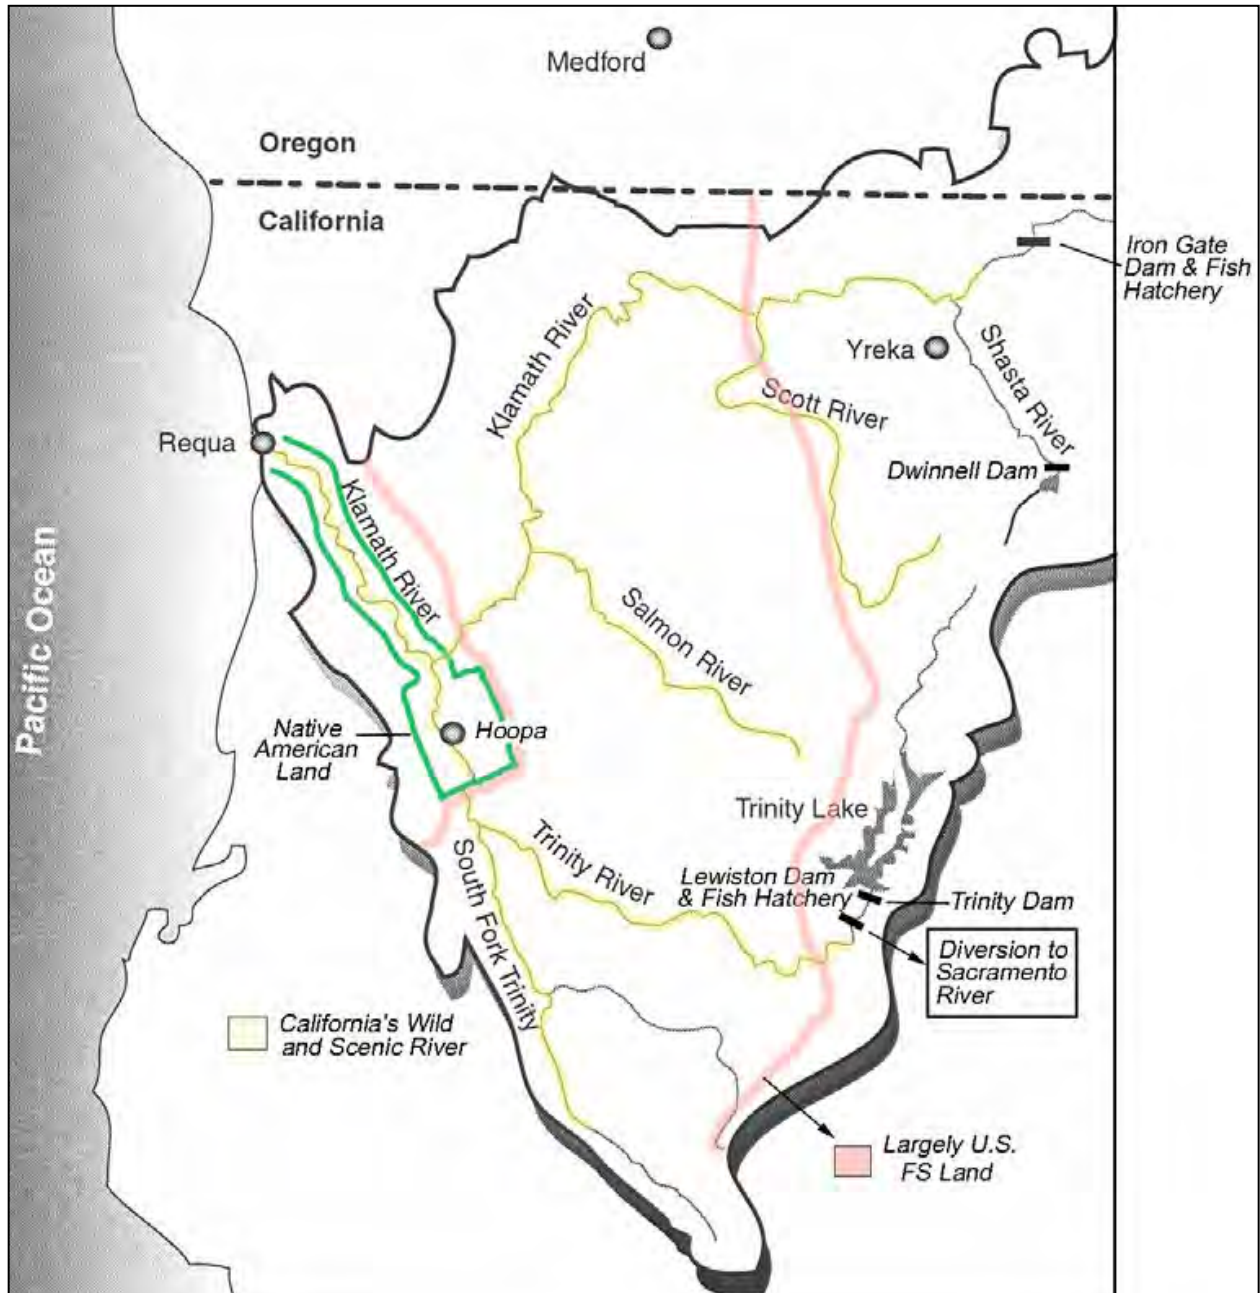 Medford
Oregon
California
Iron Gate
Dam & Fish
Hatchery
Klamath River
Yreka
Shasta River
Scott River
Requa
Dwinnell Dam
Klamath River
Pacific Ocean
Salmon River
Native
American
Land
Hoopa
Trinity Lake
Trinity River
South Fork Trinity
Lewiston Dam
& Fish Hatchery
Trinity Dam
Diversion to
Sacramento
River
California's Wild
and Scenic River
Largely U.S.
FS Land